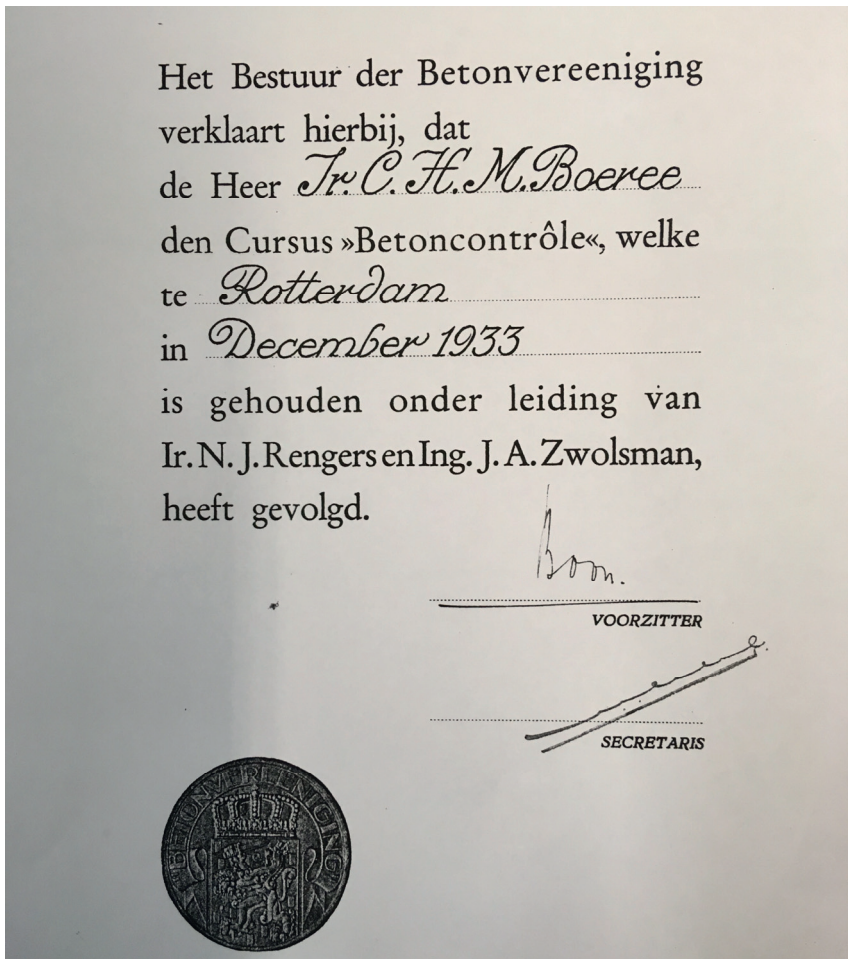 Het Bestuur der Betonvereeniging
verklaart hierbij, dat
de Heer Ir. C. H. M. Boeree
den Cursus »Betoncontrôle«, welke
te Rotterdam
in December 1933
is gehouden onder leiding van
Ir. N. J. Rengers en Ing. J. A. Zwolsman,
heeft gevolgd.
Boon.
VOORZITTER
SECRETARIS
BETONVEREENIGING